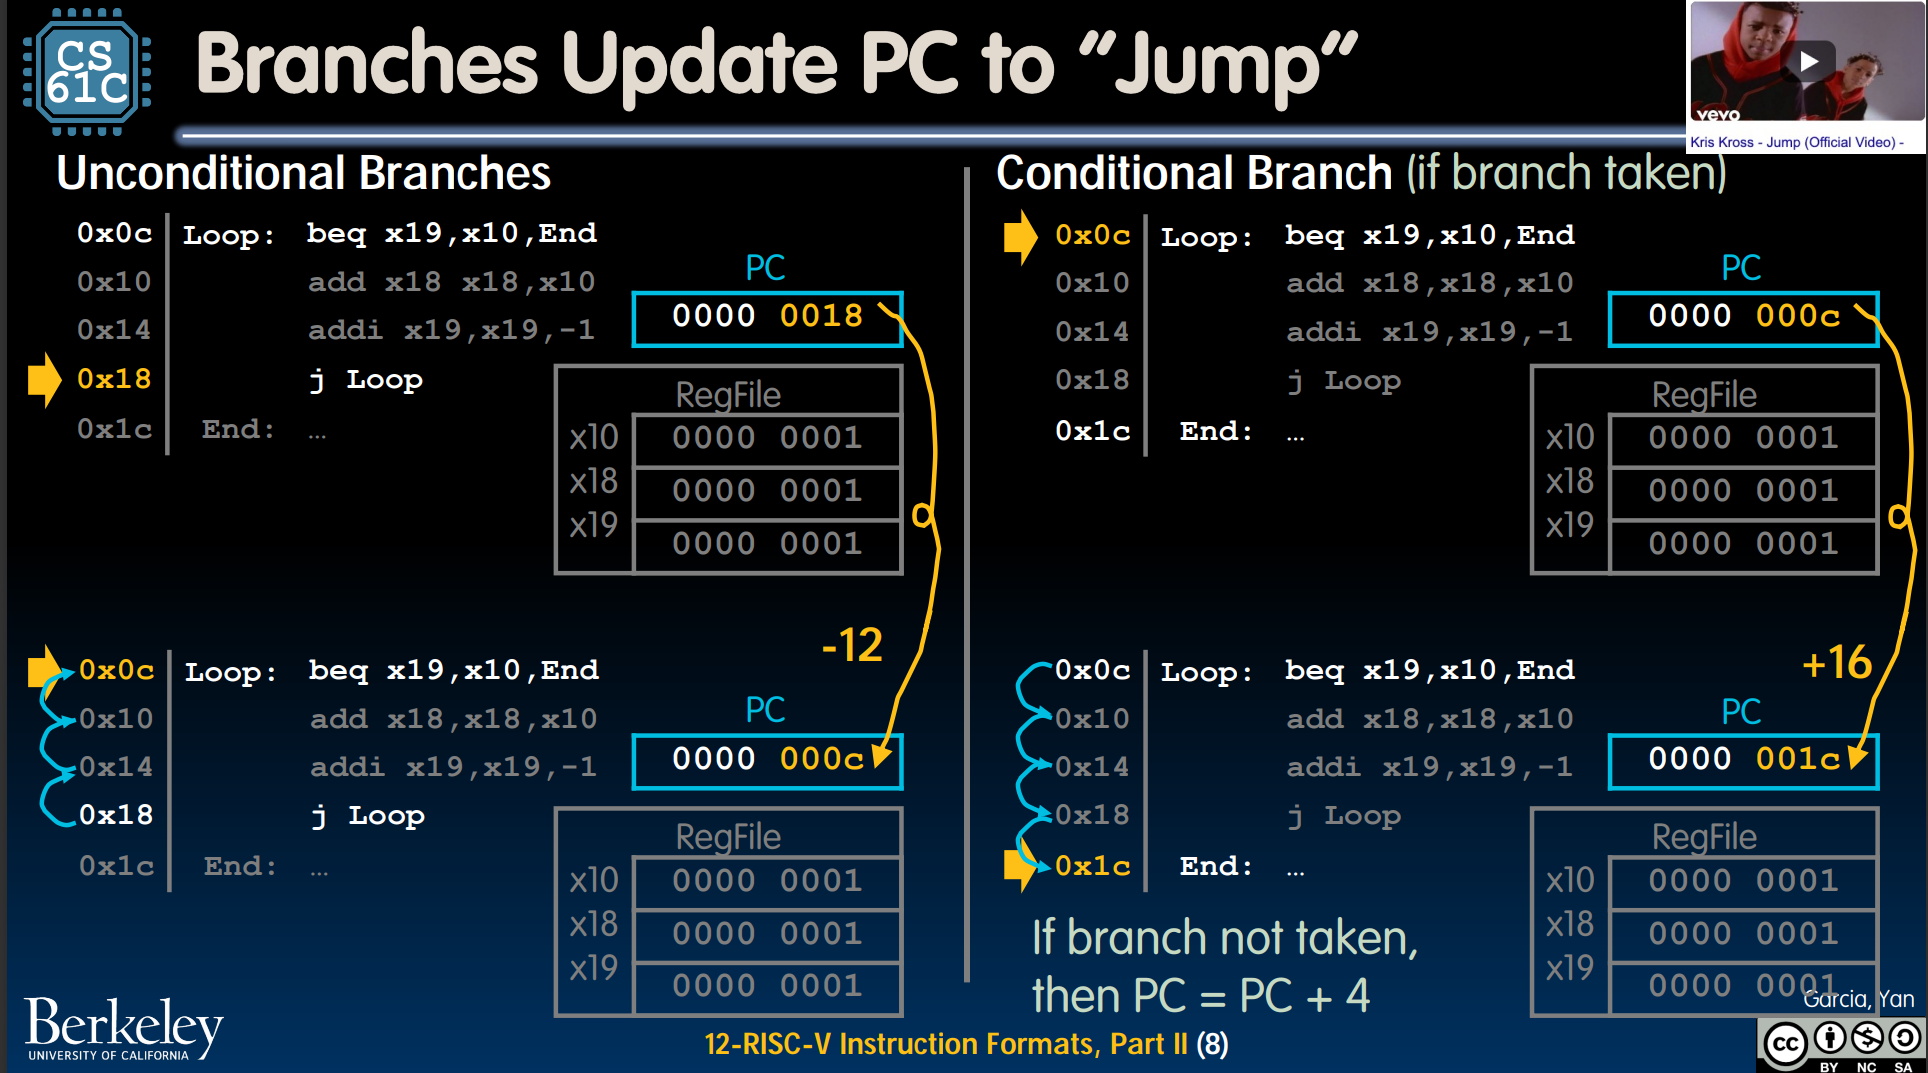 CS
61C
Branches Update PC to “Jump”
vevo
Kris Kross - Jump (Official Video) -
Unconditional Branches
0x0c Loop: beq x19,x10,End
0x10 add x18 x18,x10
0x14 addi x19,x19,-1
0x18 j Loop
0x1c End: …
PC
0000 0018
RegFile
x10 0000 0001
x18 0000 0001
x19 0000 0001
-12
0x0c Loop: beq x19,x10,End
0x10 add x18,x18,x10
0x14 addi x19,x19,-1
0x18 j Loop
0x1c End: …
PC
0000 000c
RegFile
x10 0000 0001
x18 0000 0001
x19 0000 0001
Conditional Branch (if branch taken)
0x0c Loop: beq x19,x10,End
0x10 add x18,x18,x10
0x14 addi x19,x19,-1
0x18 j Loop
0x1c End: …
PC
0000 000c
RegFile
x10 0000 0001
x18 0000 0001
x19 0000 0001
+16
0x0c Loop: beq x19,x10,End
0x10 add x18,x18,x10
0x14 addi x19,x19,-1
0x18 j Loop
0x1c End: …
PC
0000 001c
RegFile
x10 0000 0001
x18 0000 0001
x19 0000 0001
If branch not taken,
then PC = PC + 4
Garcia, Yan
Berkeley
UNIVERSITY OF CALIFORNIA
12-RISC-V Instruction Formats, Part II (8)
cc
BY NC SA